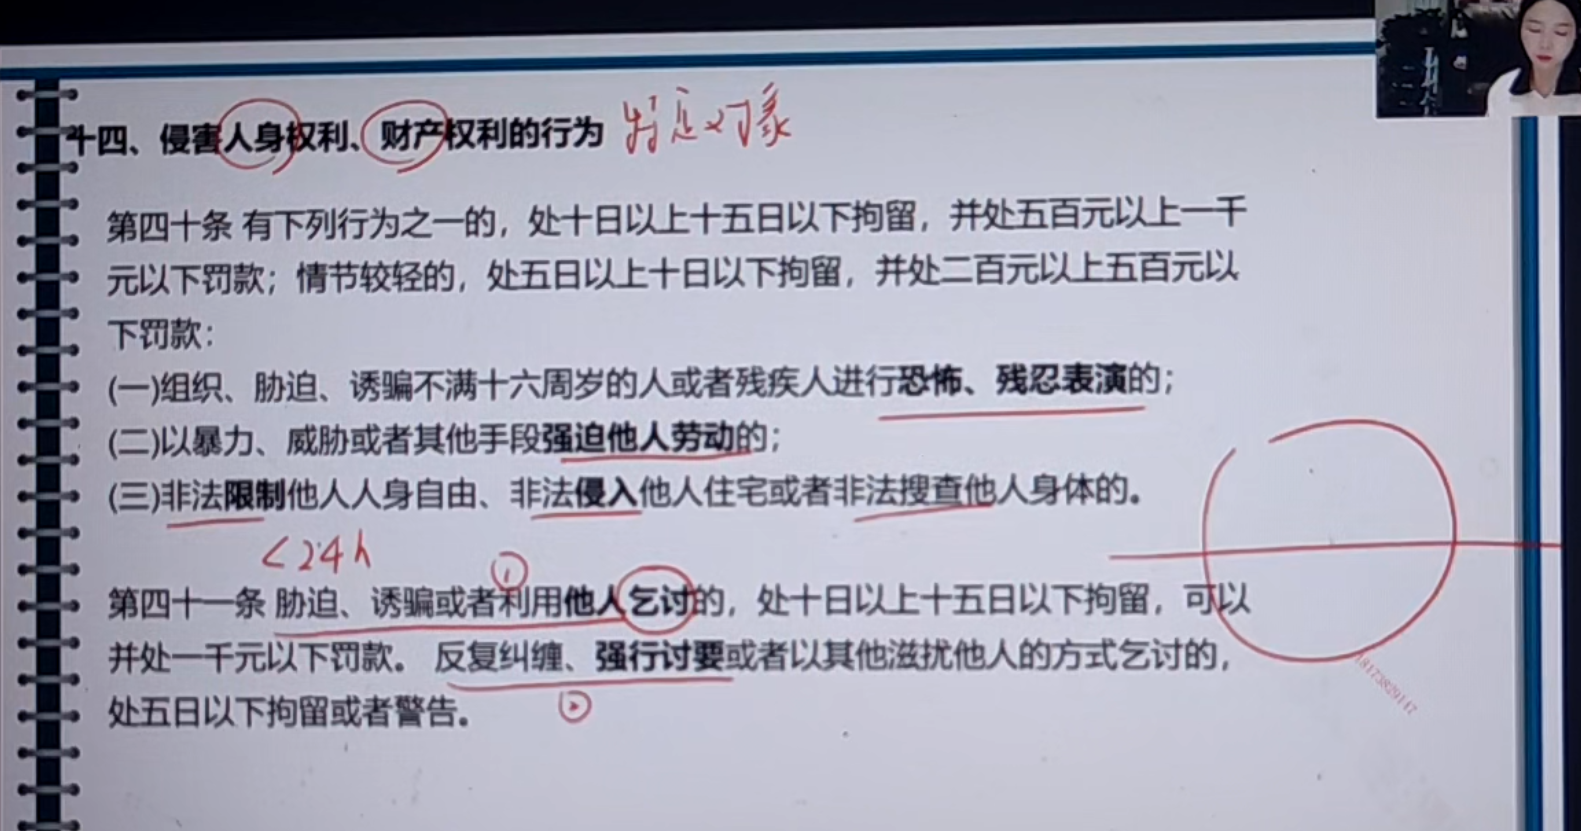 十四、侵害人身权利、财产权利的行为 特定对象
第四十条 有下列行为之一的，处十日以上十五日以下拘留，并处五百元以上一千
元以下罚款；情节较轻的，处五日以上十日以下拘留，并处二百元以上五百元以
下罚款：
(一)组织、胁迫、诱骗不满十六周岁的人或者残疾人进行恐怖、残忍表演的；
(二)以暴力、威胁或者其他手段强迫他人劳动的；
(三)非法限制他人人身自由、非法侵入他人住宅或者非法搜查他人身体的。
<24h
①
第四十一条 胁迫、诱骗或者利用他人乞讨的，处十日以上十五日以下拘留，可以
并处一千元以下罚款。 反复纠缠、强行讨要或者以其他滋扰他人的方式乞讨的，
18173829147
处五日以下拘留或者警告。
②